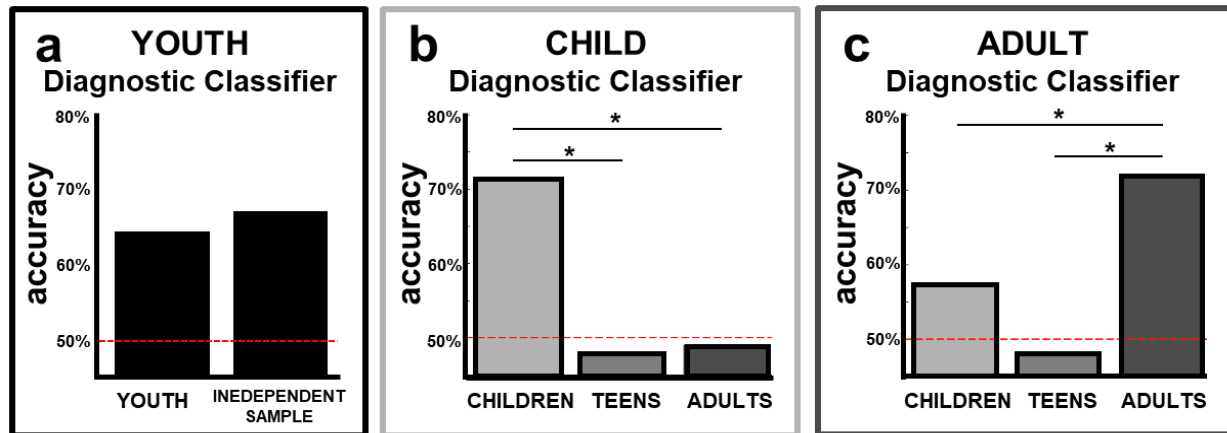 a
YOUTH
Diagnostic Classifier
accuracy
80%
70%
60%
50%
YOUTH
INEDEPENDENT
SAMPLE
b
CHILD
Diagnostic Classifier
accuracy
80%
70%
60%
50%
*
*
CHILDREN
TEENS
ADULTS
c
ADULT
Diagnostic Classifier
accuracy
80%
70%
60%
50%
*
*
CHILDREN
TEENS
ADULTS